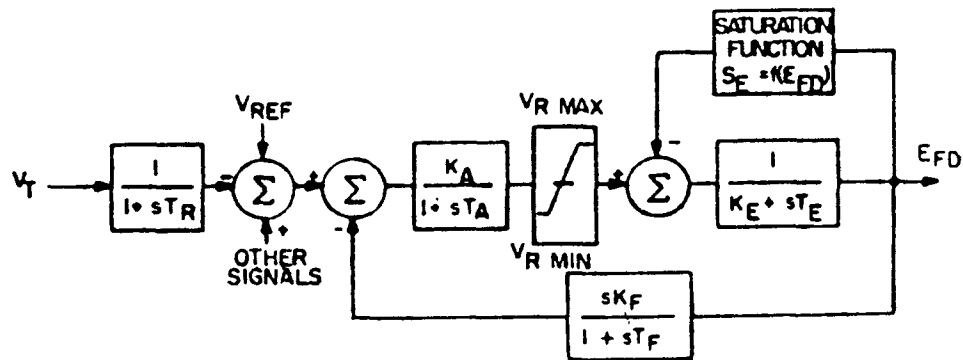 SATURATION
FUNCTION
S_E = f(E_FD)
V_REF
V_R MAX
V_T
1
1+ sT_R
-
Σ
+
OTHER
SIGNALS
+
Σ
-
K_A
1+ sT_A
V_R MIN
+
-
Σ
1
K_E + sT_E
E_FD
sK_F
1 + sT_F